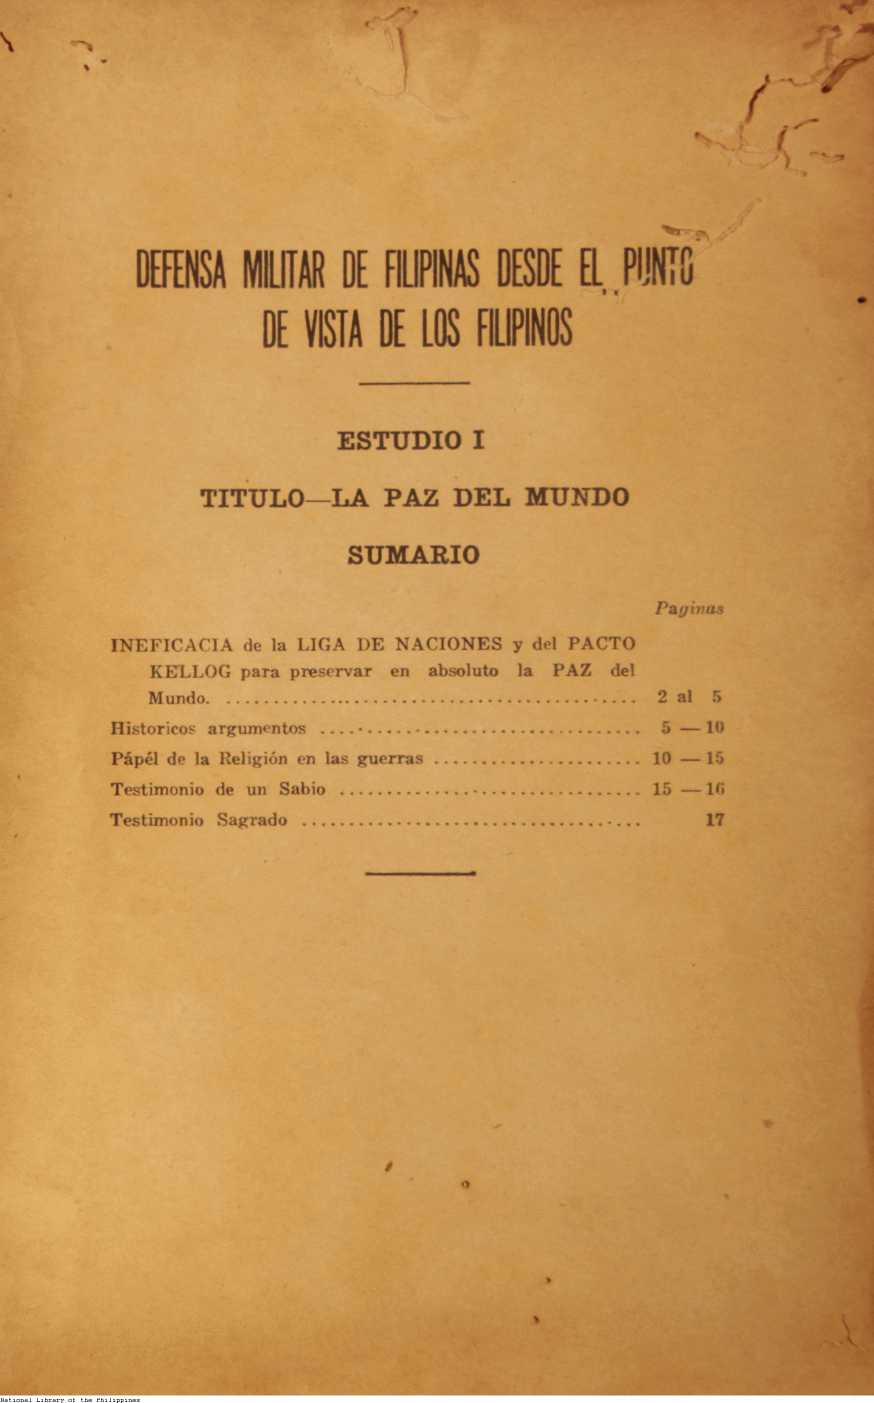 DEFENSA MILITAR DE FILIPINAS DESDE EL PUNTO
DE VISTA DE LOS FILIPINOS
ESTUDIO I
TITULO—LA PAZ DEL MUNDO
SUMARIO
Paginas
INEFICACIA de la LIGA DE NACIONES y del PACTO
KELLOG para preservar en absoluto la PAZ del
Mundo. ............................................ 2 al 5
Historicos argumentos .................................. 5 — 10
Pápél de la Religión en las guerras ...................... 10 — 15
Testimonio de un Sabio ................................ 15 — 16
Testimonio Sagrado .................................... 17
National Library of the Philippines